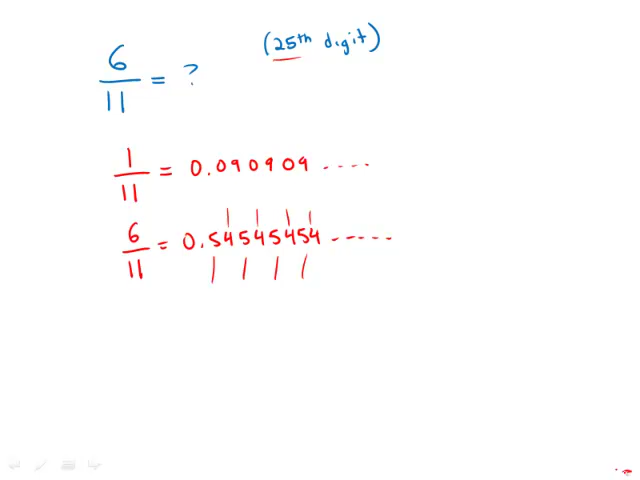 (25th digit)
6/11 = ?
1/11 = 0.090909 ....
6/11 = 0.54545454 ------